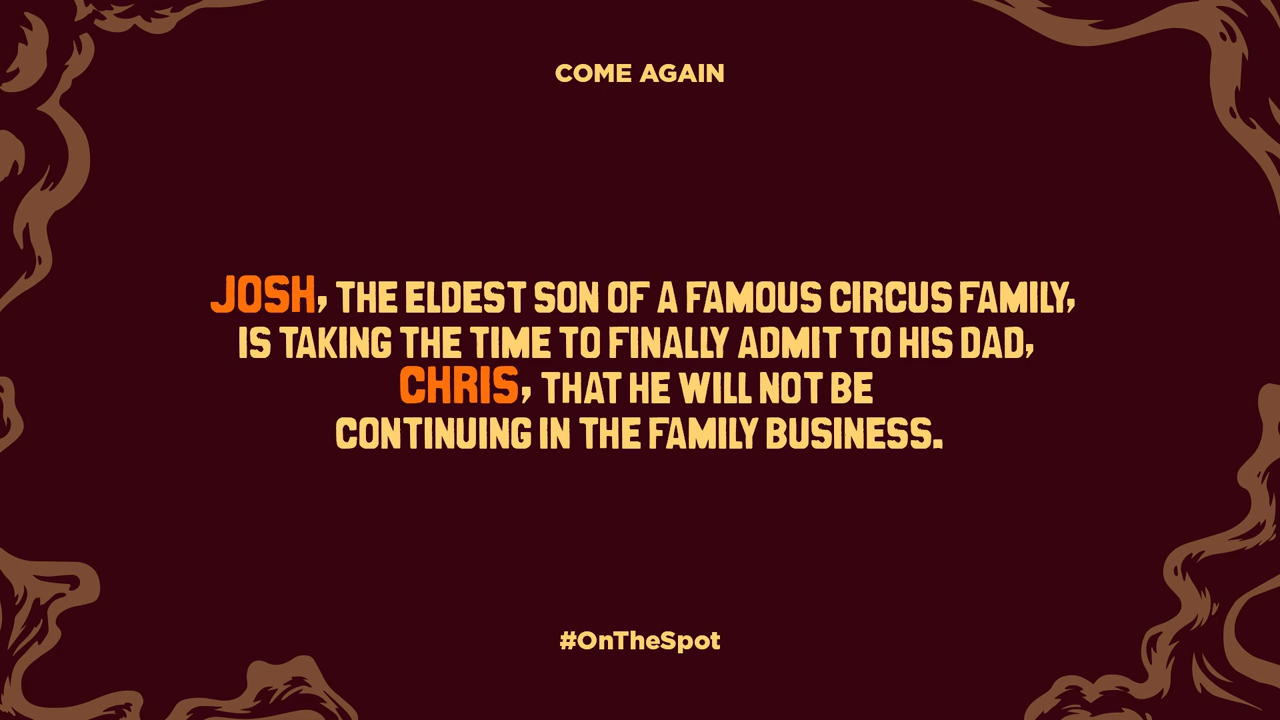 COME AGAIN
JOSH, THE ELDEST SON OF A FAMOUS CIRCUS FAMILY,
IS TAKING THE TIME TO FINALLY ADMIT TO HIS DAD,
CHRIS, THAT HE WILL NOT BE
CONTINUING IN THE FAMILY BUSINESS.
#OnTheSpot